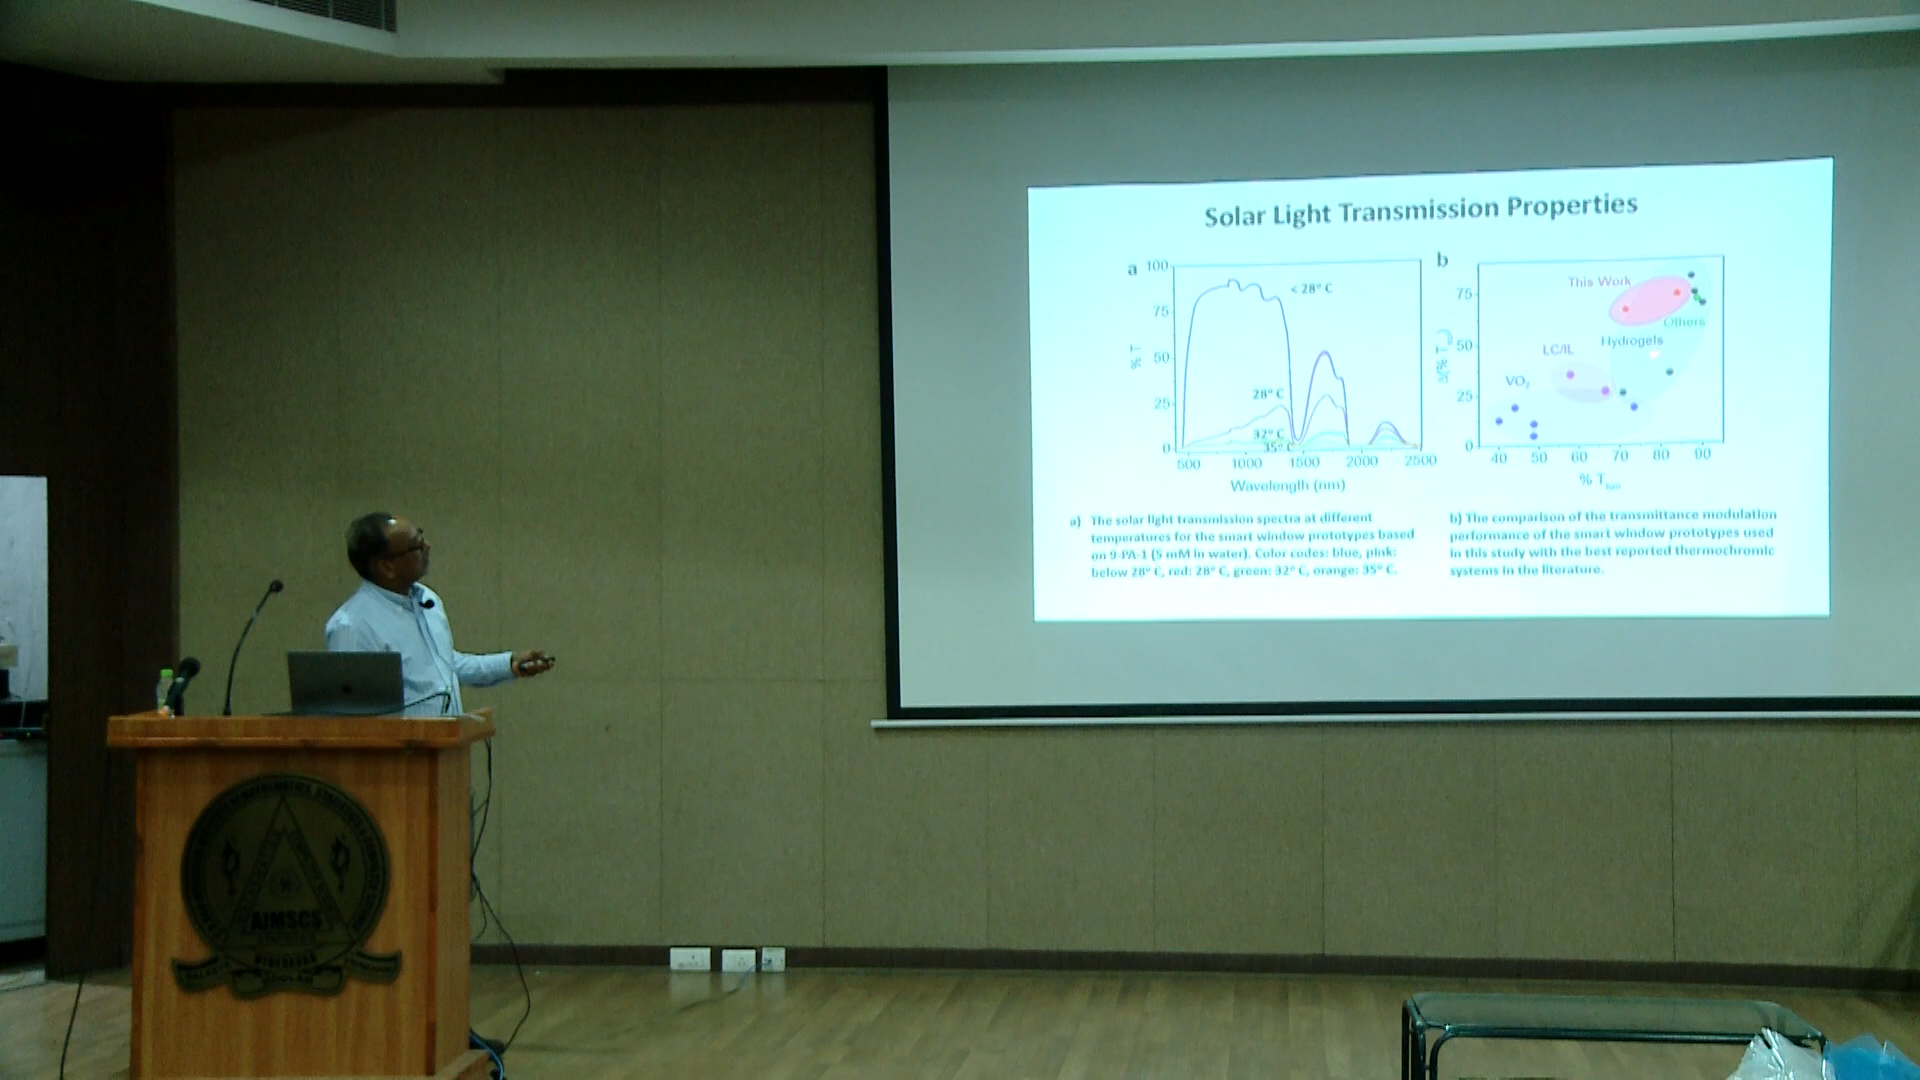 Solar Light Transmission Properties
a
100
75
50
25
0
% T
< 28° C
28° C
32° C
35° C
500 1000 1500 2000 2500
Wavelength (nm)
b
75
50
25
0
This Work
Others
Hydrogels
LC/IL
VO₂
40 50 60 70 80 90
% T
a) The solar light transmission spectra at different
temperatures for the smart window prototypes based
on 9-PA-1 (5 mM in water). Color codes: blue, pink:
below 28° C, red: 28° C, green: 32° C, orange: 35° C.
b) The comparison of the transmittance modulation
performance of the smart window prototypes used
in this study with the best reported thermochromic
systems in the literature.
AIMSCS
HYDERABAD